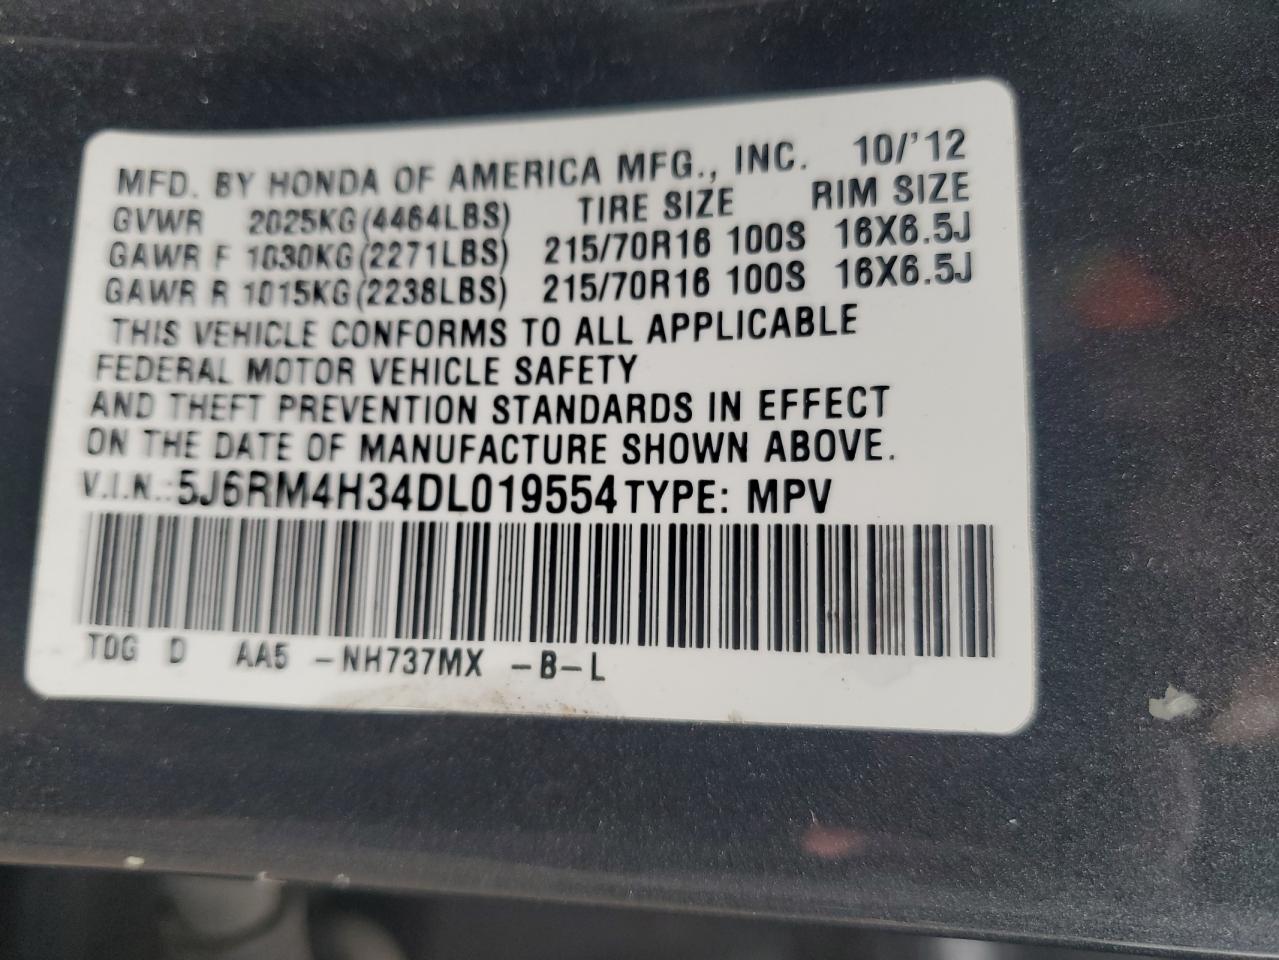 MFD. BY HONDA OF AMERICA MFG., INC. 10/'12
GVWR 2025KG(4464LBS) TIRE SIZE RIM SIZE
GAWR F 1030KG(2271LBS) 215/70R16 100S 16X6.5J
GAWR R 1015KG(2238LBS) 215/70R16 100S 16X6.5J
THIS VEHICLE CONFORMS TO ALL APPLICABLE
FEDERAL MOTOR VEHICLE SAFETY
AND THEFT PREVENTION STANDARDS IN EFFECT
ON THE DATE OF MANUFACTURE SHOWN ABOVE.
V.I.N.: 5J6RM4H34DL019554 TYPE: MPV
T0G D AA5 -NH737MX -B-L